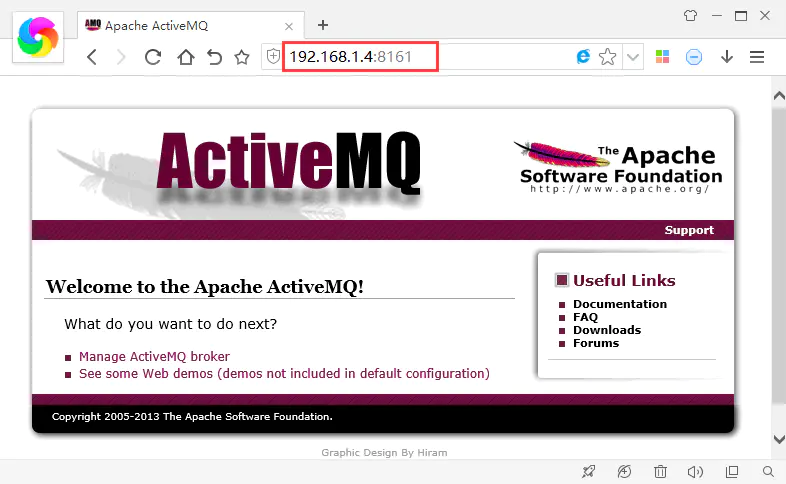 Apache ActiveMQ
192.168.1.4:8161
ActiveMQ
The Apache
Software Foundation
http://www.apache.org/
Support
Welcome to the Apache ActiveMQ!
What do you want to do next?
Manage ActiveMQ broker
See some Web demos (demos not included in default configuration)
Useful Links
Documentation
FAQ
Downloads
Forums
Copyright 2005-2013 The Apache Software Foundation.
Graphic Design By Hiram